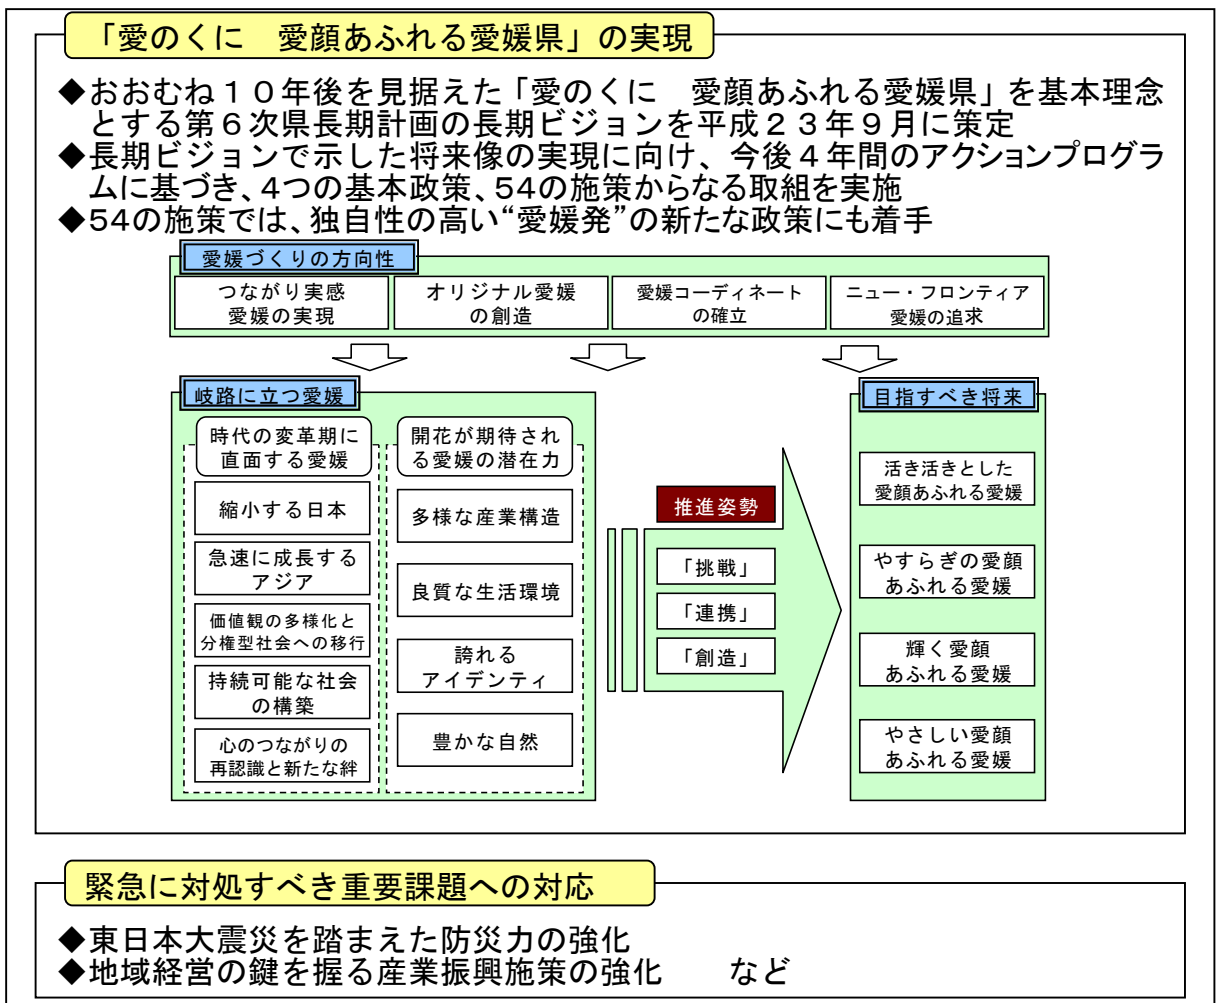 「愛のくに　愛顔あふれる愛媛県」の実現
◆おおむね１０年後を見据えた「愛のくに　愛顔あふれる愛媛県」を基本理念
とする第６次県長期計画の長期ビジョンを平成２３年９月に策定
◆長期ビジョンで示した将来像の実現に向け、今後４年間のアクションプログラ
ムに基づき、4つの基本政策、54の施策からなる取組を実施
◆54の施策では、独自性の高い“愛媛発”の新たな政策にも着手
愛媛づくりの方向性
つながり実感
愛媛の実現
オリジナル愛媛
の創造
愛媛コーディネート
の確立
ニュー・フロンティア
愛媛の追求
岐路に立つ愛媛
時代の変革期に
直面する愛媛
縮小する日本
急速に成長する
アジア
価値観の多様化と
分権型社会への移行
持続可能な社会
の構築
心のつながりの
再認識と新たな絆
開花が期待され
る愛媛の潜在力
多様な産業構造
良質な生活環境
誇れる
アイデンティ
豊かな自然
推進姿勢
「挑戦」
「連携」
「創造」
目指すべき将来
活き活きとした
愛顔あふれる愛媛
やすらぎの愛顔
あふれる愛媛
輝く愛顔
あふれる愛媛
やさしい愛顔
あふれる愛媛
緊急に対処すべき重要課題への対応
◆東日本大震災を踏まえた防災力の強化
◆地域経営の鍵を握る産業振興施策の強化　　など